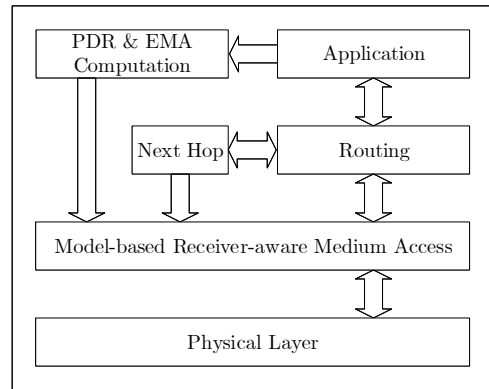 PDR & EMA
Computation
Application
Next Hop
Routing
Model-based Receiver-aware Medium Access
Physical Layer